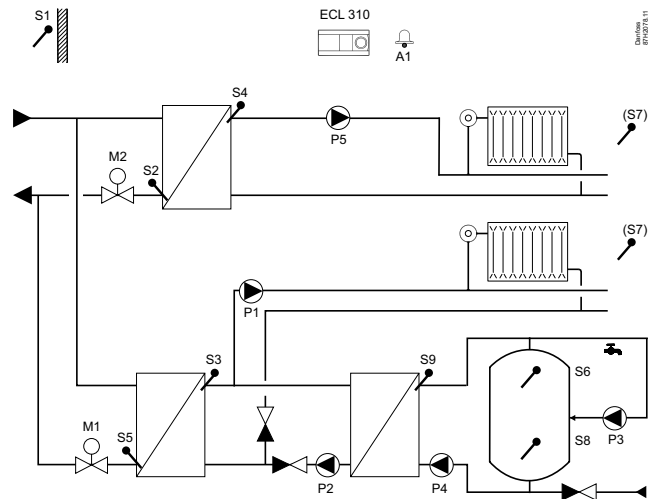 S1
ECL 310
A1
Danfoss
87H2078.11
S4
P5
(S7)
M2
S2
(S7)
P1
S3
S9
S6
M1
S5
S8
P3
P2
P4